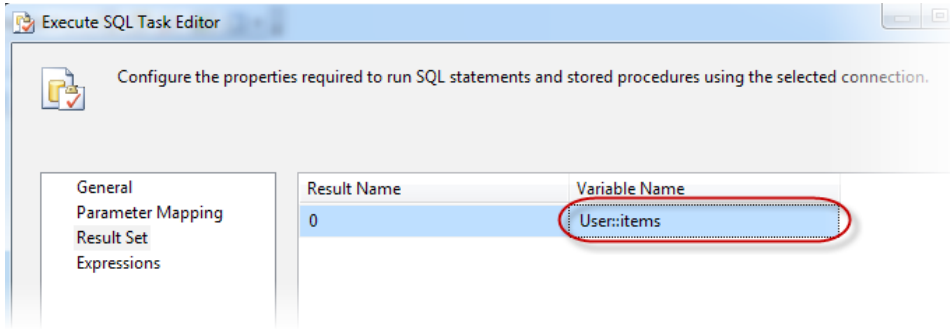 Execute SQL Task Editor
Configure the properties required to run SQL statements and stored procedures using the selected connection.
General
Parameter Mapping
Result Set
Expressions
Result Name Variable Name
0 User::items